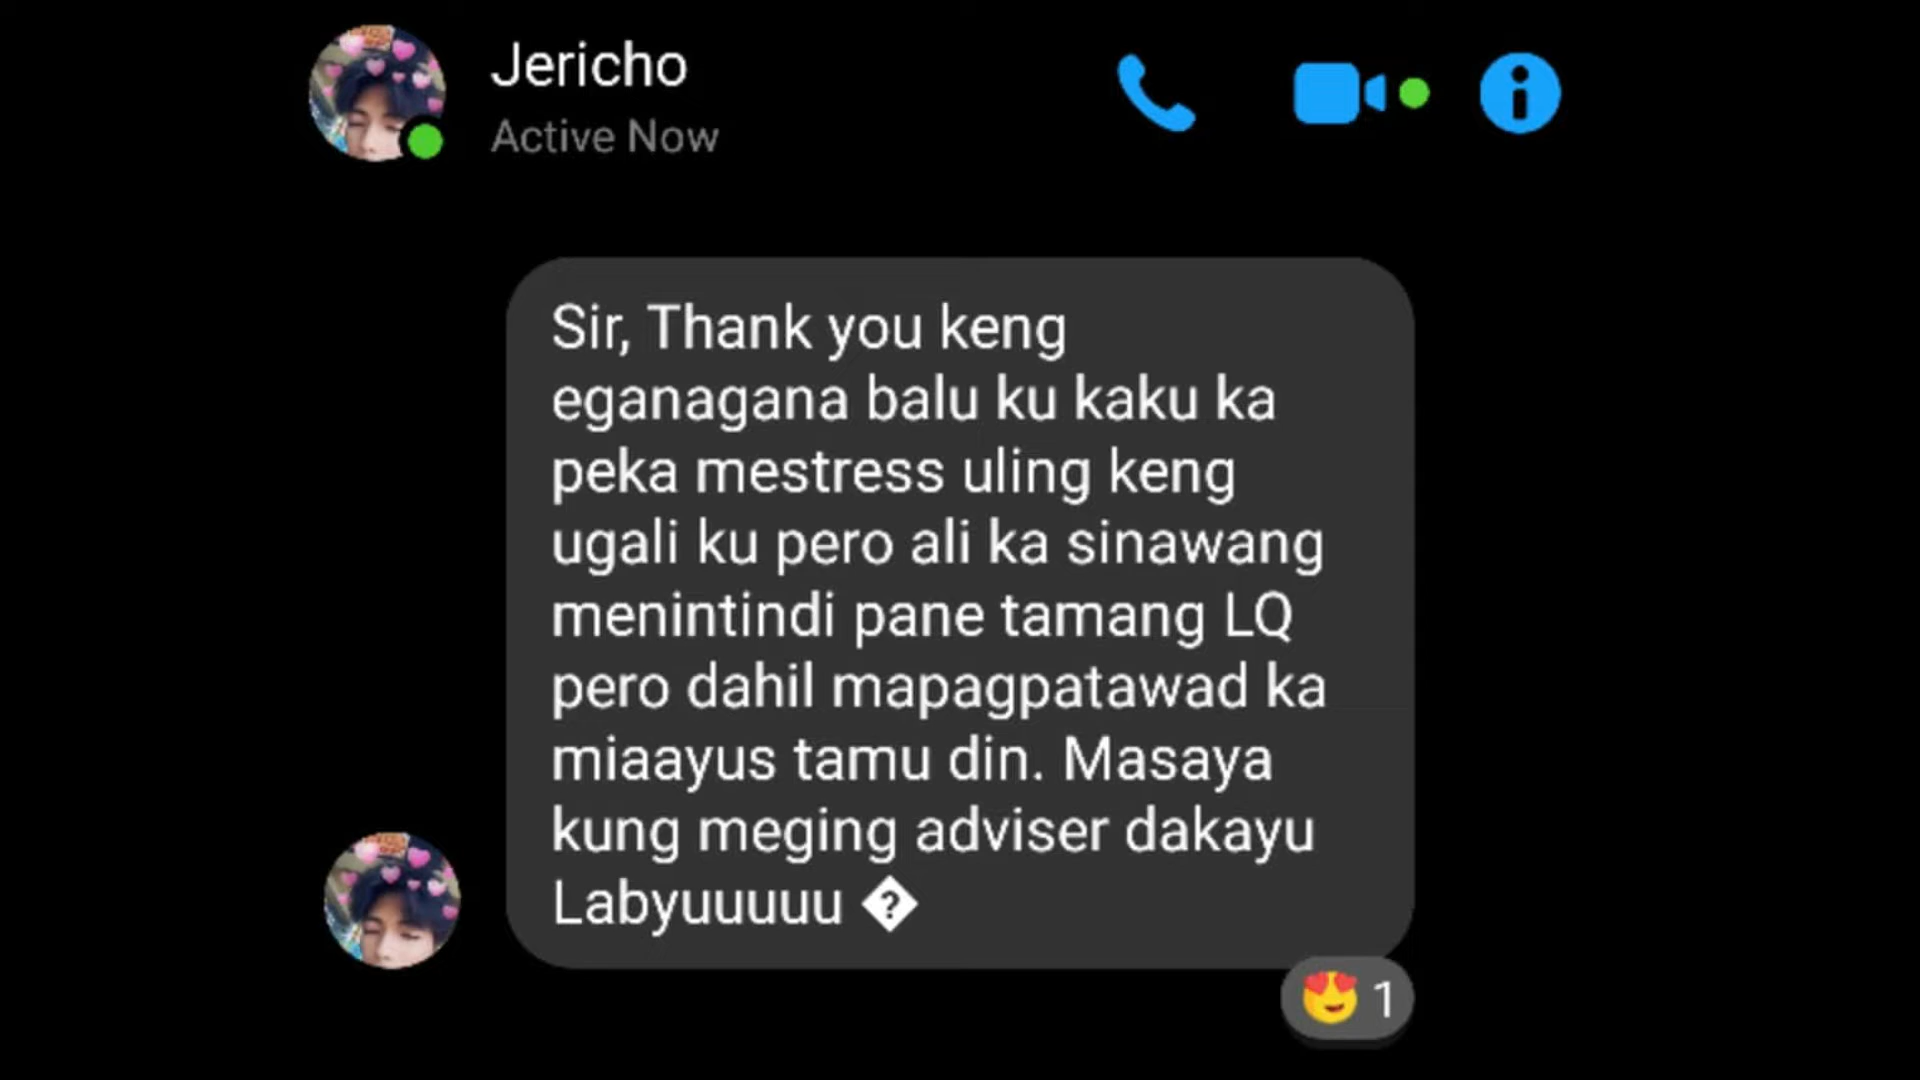 Jericho
Active Now
Sir, Thank you keng
eganagana balu ku kaku ka
peka mestress uling keng
ugali ku pero ali ka sinawang
menintindi pane tamang LQ
pero dahil mapagpatawad ka
miaayus tamu din. Masaya
kung meging adviser dakayu
Labyuuuuu �
😍 1